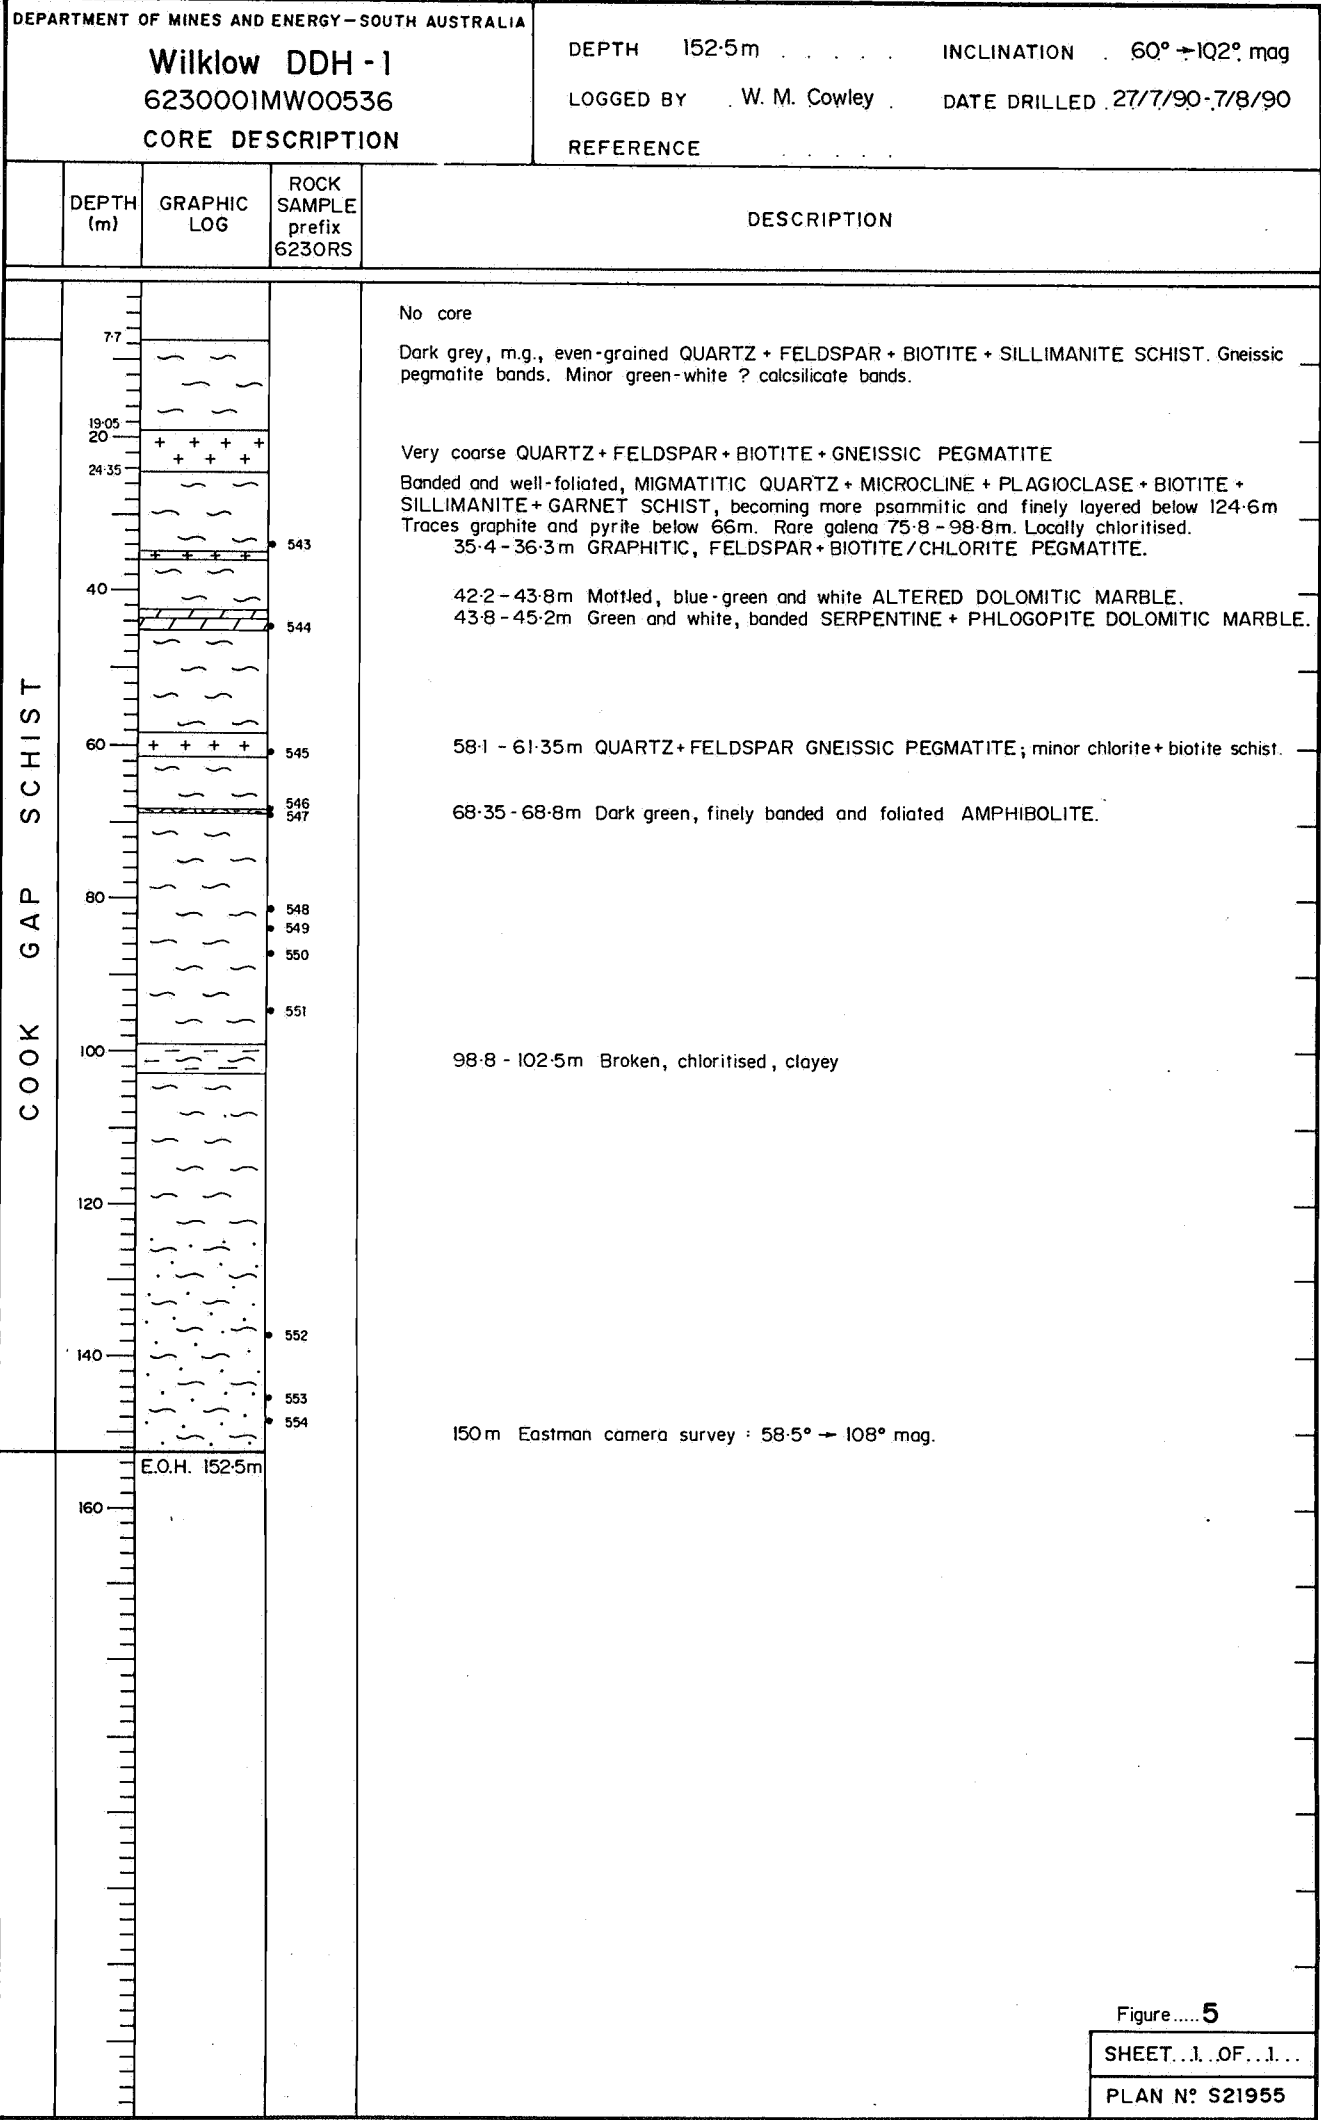 DEPARTMENT OF MINES AND ENERGY-SOUTH AUSTRALIA
Wilklow DDH-1
6230001MW00536
CORE DESCRIPTION
DEPTH 152·5m . . . . .
INCLINATION . 60° → 102° mag
LOGGED BY . W. M. Cowley .
DATE DRILLED . 27/7/90-7/8/90
REFERENCE . . . . .
DEPTH
(m)
GRAPHIC
LOG
ROCK
SAMPLE
prefix
6230RS
DESCRIPTION
COOK GAP SCHIST
No core
7·7
Dark grey, m.g., even-grained QUARTZ + FELDSPAR + BIOTITE + SILLIMANITE SCHIST. Gneissic
pegmatite bands. Minor green-white ? calcsilicate bands.
19·05
20
Very coarse QUARTZ + FELDSPAR + BIOTITE + GNEISSIC PEGMATITE
24·35
Banded and well-foliated, MIGMATITIC QUARTZ + MICROCLINE + PLAGIOCLASE + BIOTITE +
SILLIMANITE + GARNET SCHIST, becoming more psammitic and finely layered below 124·6m
Traces graphite and pyrite below 66m. Rare galena 75·8 - 98·8m. Locally chloritised.
543
35·4 - 36·3m GRAPHITIC, FELDSPAR + BIOTITE/CHLORITE PEGMATITE.
40
42·2 - 43·8m Mottled, blue-green and white ALTERED DOLOMITIC MARBLE.
544
43·8 - 45·2m Green and white, banded SERPENTINE + PHLOGOPITE DOLOMITIC MARBLE.
60
545
58·1 - 61·35m QUARTZ + FELDSPAR GNEISSIC PEGMATITE; minor chlorite + biotite schist.
546
547
68·35 - 68·8m Dark green, finely banded and foliated AMPHIBOLITE.
80
548
549
550
551
100
98·8 - 102·5m Broken, chloritised, clayey
120
552
140
553
554
150m Eastman camera survey : 58·5° → 108° mag.
E.O.H. 152·5m
160
Figure.....5
SHEET...1...OF...1...
PLAN Nº S21955